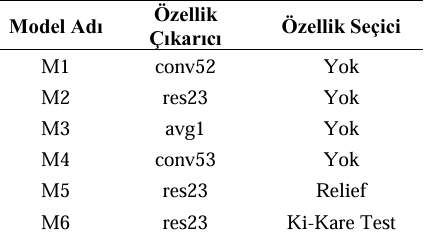 Model Adı Özellik Çıkarıcı Özellik Seçici
M1 conv52 Yok
M2 res23 Yok
M3 avg1 Yok
M4 conv53 Yok
M5 res23 Relief
M6 res23 Ki-Kare Test